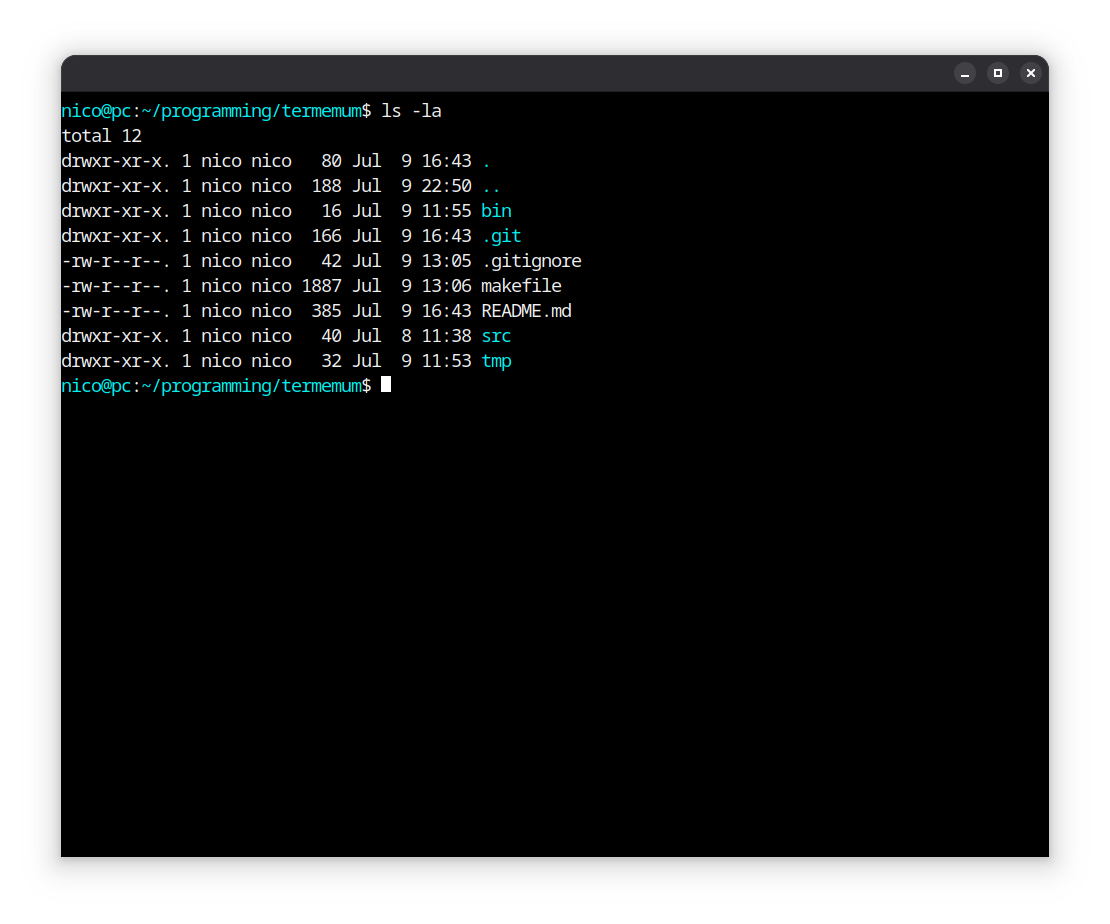 nico@pc:~/programming/termemum$ ls -la
total 12
drwxr-xr-x. 1 nico nico   80 Jul  9 16:43 .
drwxr-xr-x. 1 nico nico  188 Jul  9 22:50 ..
drwxr-xr-x. 1 nico nico   16 Jul  9 11:55 bin
drwxr-xr-x. 1 nico nico  166 Jul  9 16:43 .git
-rw-r--r--. 1 nico nico   42 Jul  9 13:05 .gitignore
-rw-r--r--. 1 nico nico 1887 Jul  9 13:06 makefile
-rw-r--r--. 1 nico nico  385 Jul  9 16:43 README.md
drwxr-xr-x. 1 nico nico   40 Jul  8 11:38 src
drwxr-xr-x. 1 nico nico   32 Jul  9 11:53 tmp
nico@pc:~/programming/termemum$